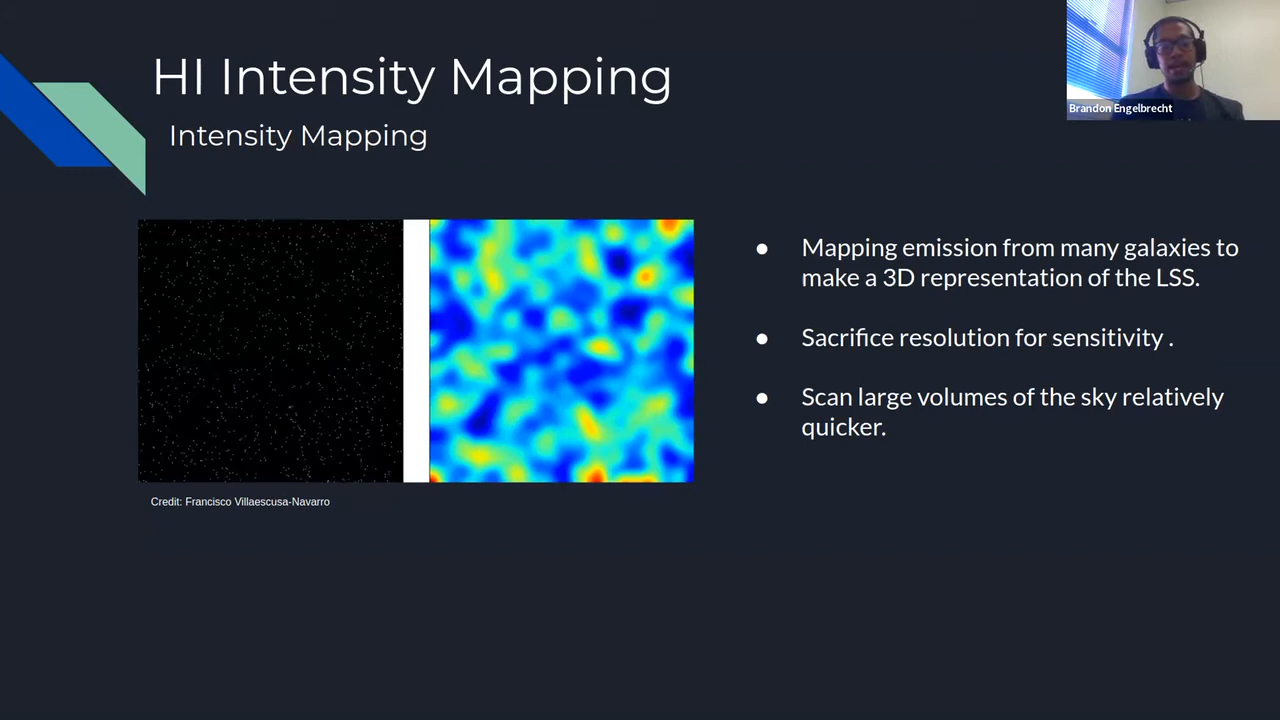 HI Intensity Mapping
Intensity Mapping
Brandon Engelbrecht
● Mapping emission from many galaxies to
make a 3D representation of the LSS.
● Sacrifice resolution for sensitivity .
● Scan large volumes of the sky relatively
quicker.
Credit: Francisco Villaescusa-Navarro